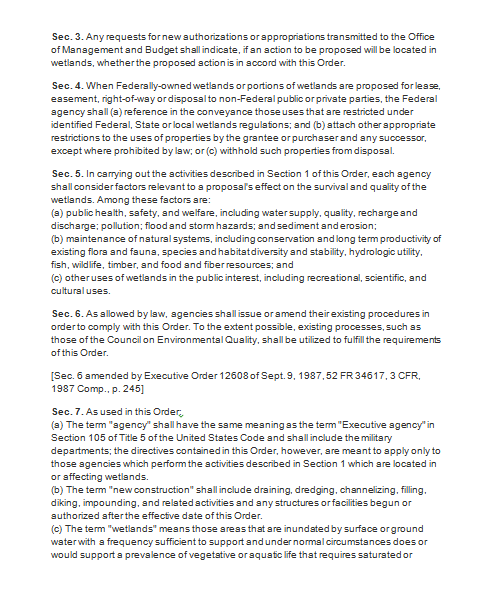 Sec. 3. Any requests for new authorizations or appropriations transmitted to the Office
of Management and Budget shall indicate, if an action to be proposed will be located in
wetlands, whether the proposed action is in accord with this Order.
Sec. 4. When Federally-owned wetlands or portions of wetlands are proposed for lease,
easement, right-of-way or disposal to non-Federal public or private parties, the Federal
agency shall (a) reference in the conveyance those uses that are restricted under
identified Federal, State or local wetlands regulations; and (b) attach other appropriate
restrictions to the uses of properties by the grantee or purchaser and any successor,
except where prohibited by law; or (c) withhold such properties from disposal.
Sec. 5. In carrying out the activities described in Section 1 of this Order, each agency
shall consider factors relevant to a proposal's effect on the survival and quality of the
wetlands. Among these factors are:
(a) public health, safety, and welfare, including water supply, quality, recharge and
discharge; pollution; flood and storm hazards; and sediment and erosion;
(b) maintenance of natural systems, including conservation and long term productivity of
existing flora and fauna, species and habitat diversity and stability, hydrologic utility,
fish, wildlife, timber, and food and fiber resources; and
(c) other uses of wetlands in the public interest, including recreational, scientific, and
cultural uses.
Sec. 6. As allowed by law, agencies shall issue or amend their existing procedures in
order to comply with this Order. To the extent possible, existing processes, such as
those of the Council on Environmental Quality, shall be utilized to fulfill the requirements
of this Order.
[Sec. 6 amended by Executive Order 12608 of Sept. 9, 1987, 52 FR 34617, 3 CFR,
1987 Comp., p. 245]
Sec. 7. As used in this Order:
(a) The term "agency" shall have the same meaning as the term "Executive agency" in
Section 105 of Title 5 of the United States Code and shall include the military
departments; the directives contained in this Order, however, are meant to apply only to
those agencies which perform the activities described in Section 1 which are located in
or affecting wetlands.
(b) The term "new construction" shall include draining, dredging, channelizing, filling,
diking, impounding, and related activities and any structures or facilities begun or
authorized after the effective date of this Order.
(c) The term "wetlands" means those areas that are inundated by surface or ground
water with a frequency sufficient to support and under normal circumstances does or
would support a prevalence of vegetative or aquatic life that requires saturated or